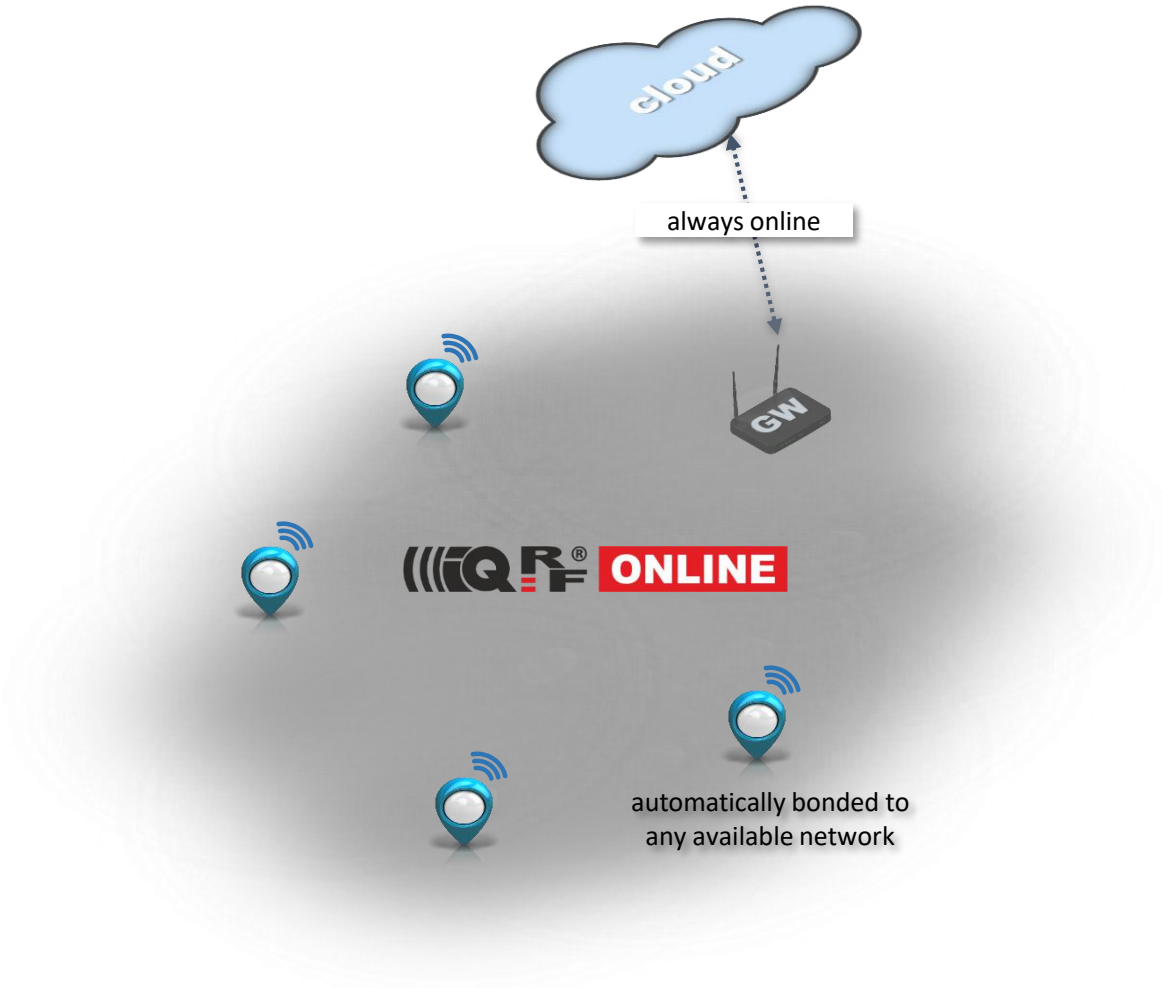 cloud
always online
GW
IQRF® ONLINE
automatically bonded to
any available network